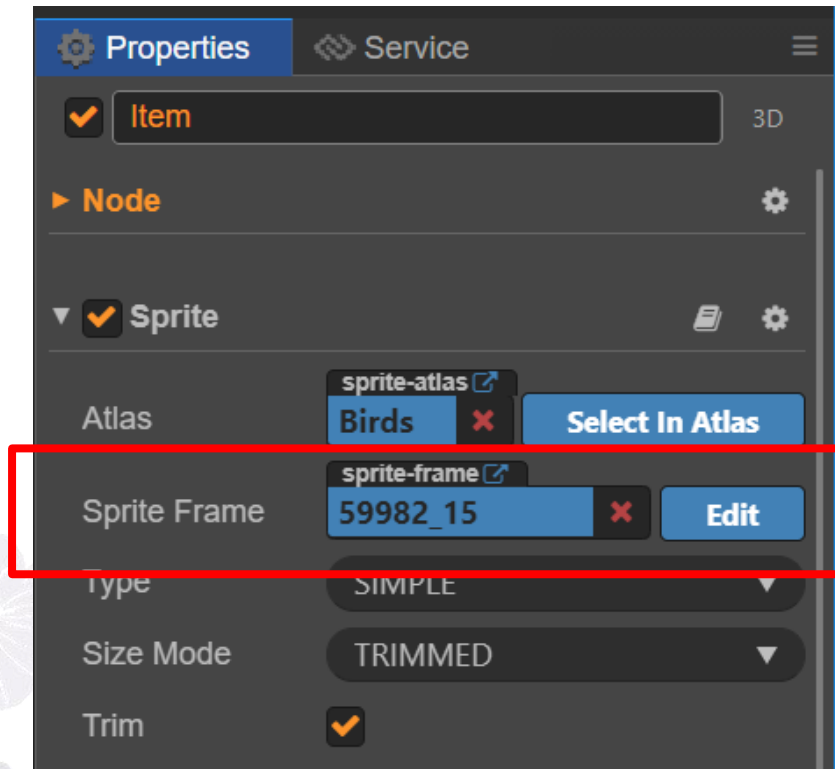 Properties Service
Item 3D
Node
Sprite
sprite-atlas
Atlas Birds Select In Atlas
sprite-frame
Sprite Frame 59982_15 Edit
Type SIMPLE
Size Mode TRIMMED
Trim